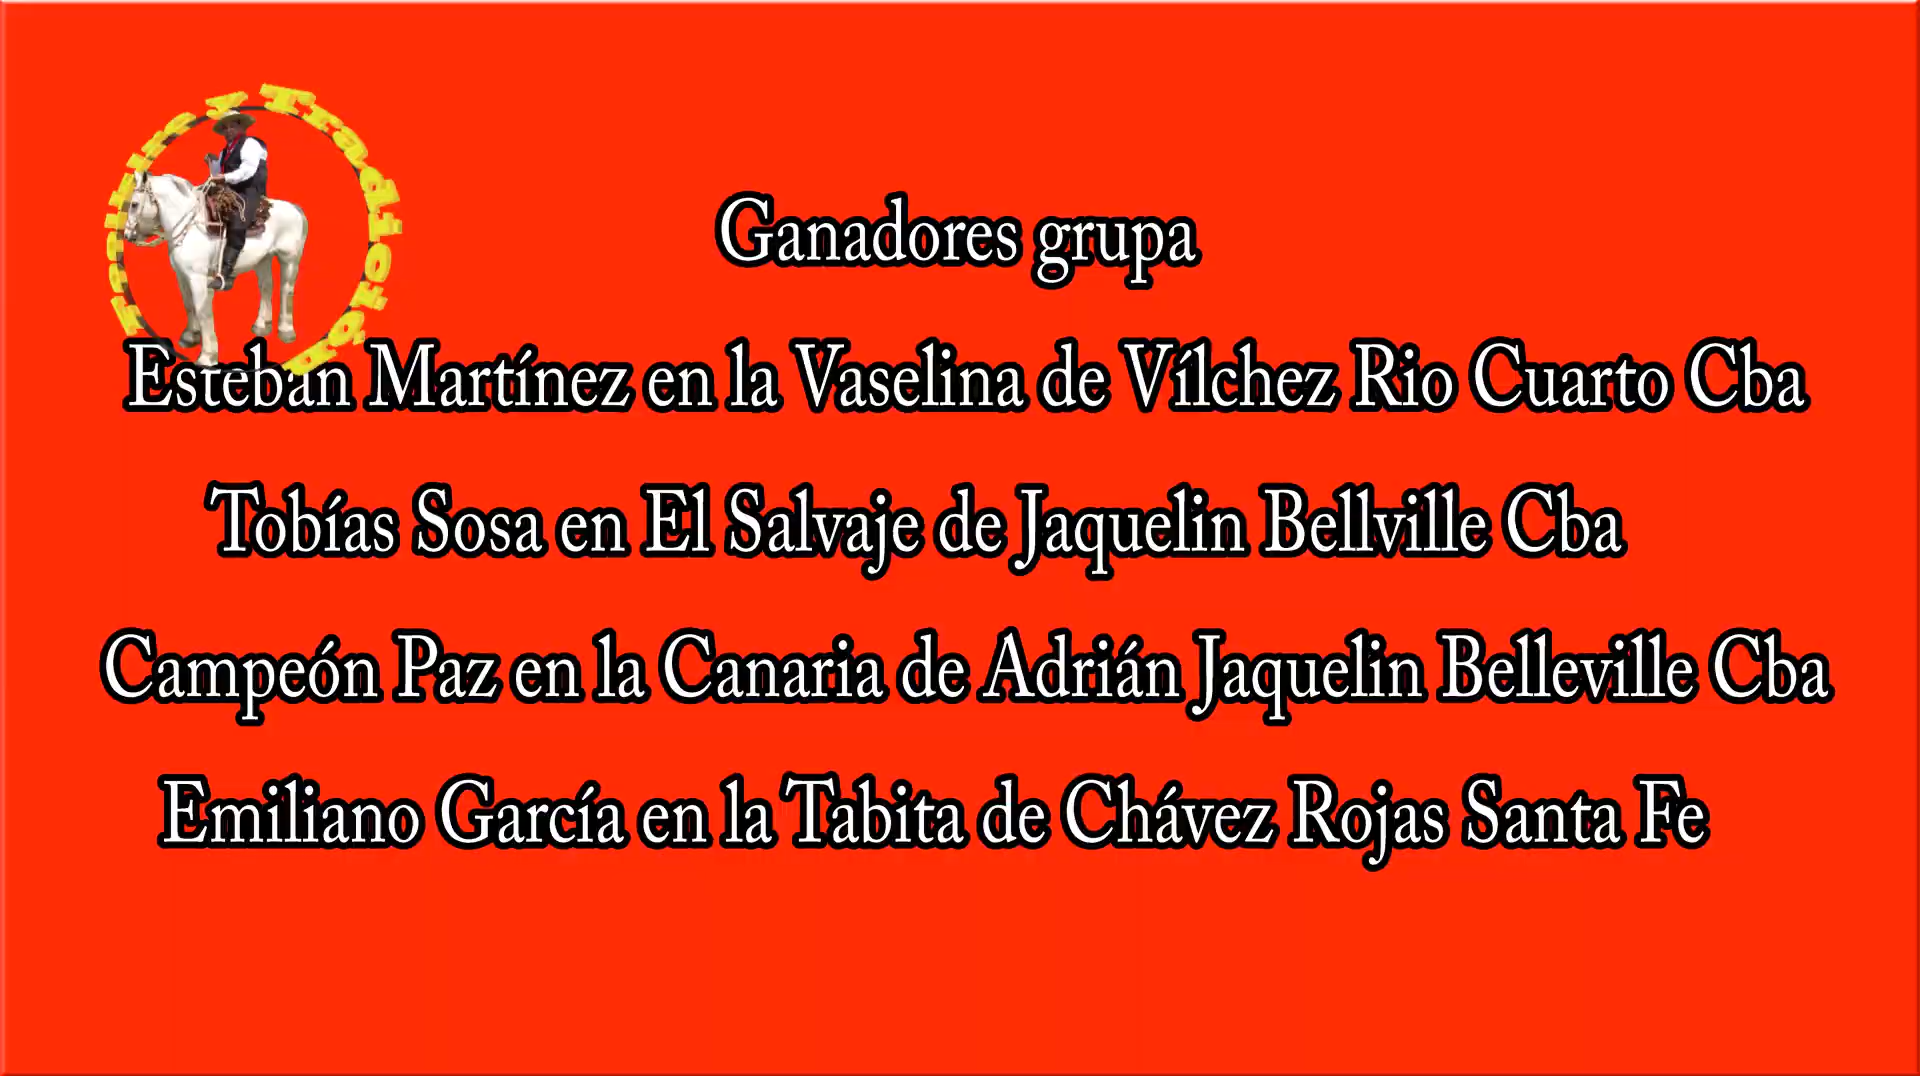 Jachires y Tradición
Ganadores grupa
Esteban Martínez en la Vaselina de Vílchez Rio Cuarto Cba
Tobías Sosa en El Salvaje de Jaquelin Bellville Cba
Campeón Paz en la Canaria de Adrián Jaquelin Belleville Cba
Emiliano García en la Tabita de Chávez Rojas Santa Fe